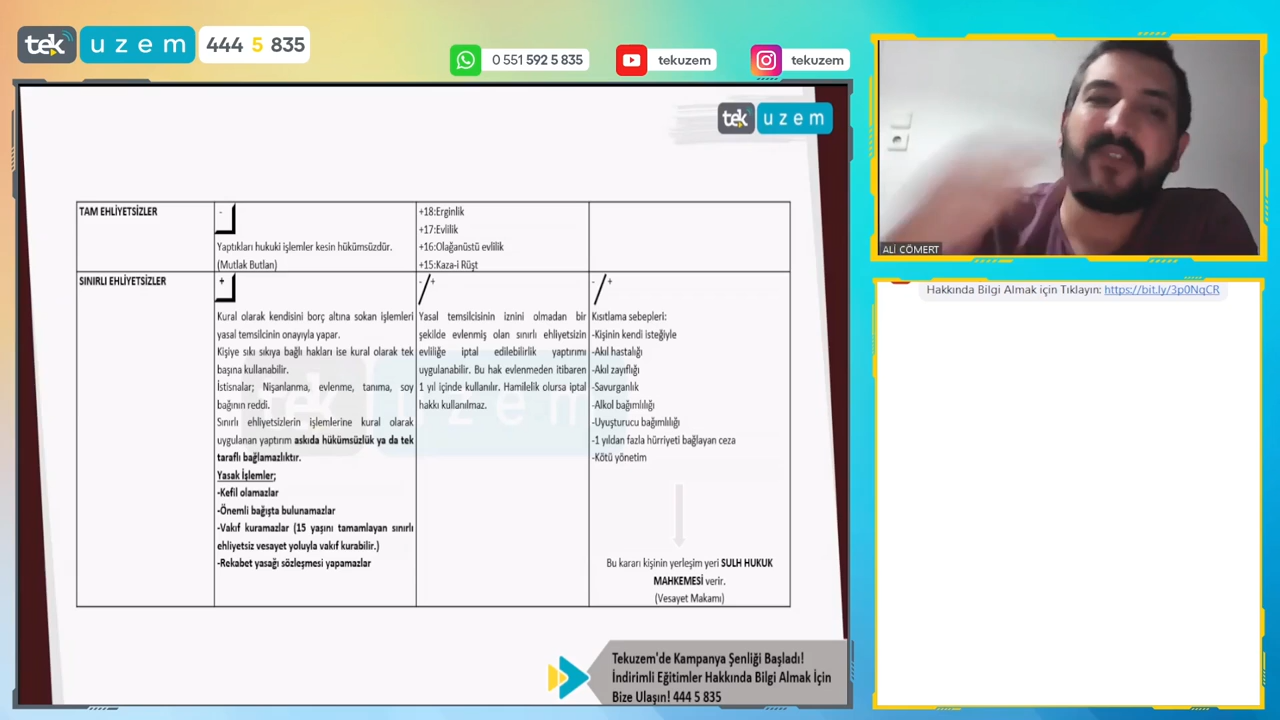 tek uzem 444 5 835
0 551 592 5 835
tekuzem
tekuzem
tek uzem
ALİ CÖMERT
Hakkında Bilgi Almak için Tıklayın: https://bit.ly/3p0NqCR
TAM EHLİYETSİZLER
-
Yaptıkları hukuki işlemler kesin hükümsüzdür.
(Mutlak Butlan)
+18:Erginlik
+17:Evlilik
+16:Olağanüstü evlilik
+15:Kaza-i Rüşt
SINIRLI EHLİYETSİZLER
+
Kural olarak kendisini borç altına sokan işlemleri
yasal temsilcinin onayıyla yapar.
Kişiye sıkı sıkıya bağlı hakları ise kural olarak tek
başına kullanabilir.
İstisnalar; Nişanlanma, evlenme, tanıma, soy
bağının reddi.
Sınırlı ehliyetsizlerin işlemlerine kural olarak
uygulanan yaptırım askıda hükümsüzlük ya da tek
taraflı bağlamazlıktır.
Yasak İşlemler;
-Kefil olamazlar
-Önemli bağışta bulunamazlar
-Vakıf kuramazlar (15 yaşını tamamlayan sınırlı
ehliyetsiz vesayet yoluyla vakıf kurabilir.)
-Rekabet yasağı sözleşmesi yapamazlar
-/+
Yasal temsilcisinin iznini olmadan bir
şekilde evlenmiş olan sınırlı ehliyetsizin
evliliğe iptal edilebilirlik yaptırımı
uygulanabilir. Bu hak evlenmeden itibaren
1 yıl içinde kullanılır. Hamilelik olursa iptal
hakkı kullanılmaz.
-/+
Kısıtlama sebepleri:
-Kişinin kendi isteğiyle
-Akıl hastalığı
-Akıl zayıflığı
-Savurganlık
-Alkol bağımlılığı
-Uyuşturucu bağımlılığı
-1 yıldan fazla hürriyeti bağlayan ceza
-Kötü yönetim
Bu kararı kişinin yerleşim yeri SULH HUKUK
MAHKEMESİ verir.
(Vesayet Makamı)
tek uzem
Tekuzem'de Kampanya Şenliği Başladı!
İndirimli Eğitimler Hakkında Bilgi Almak İçin
Bize Ulaşın! 444 5 835